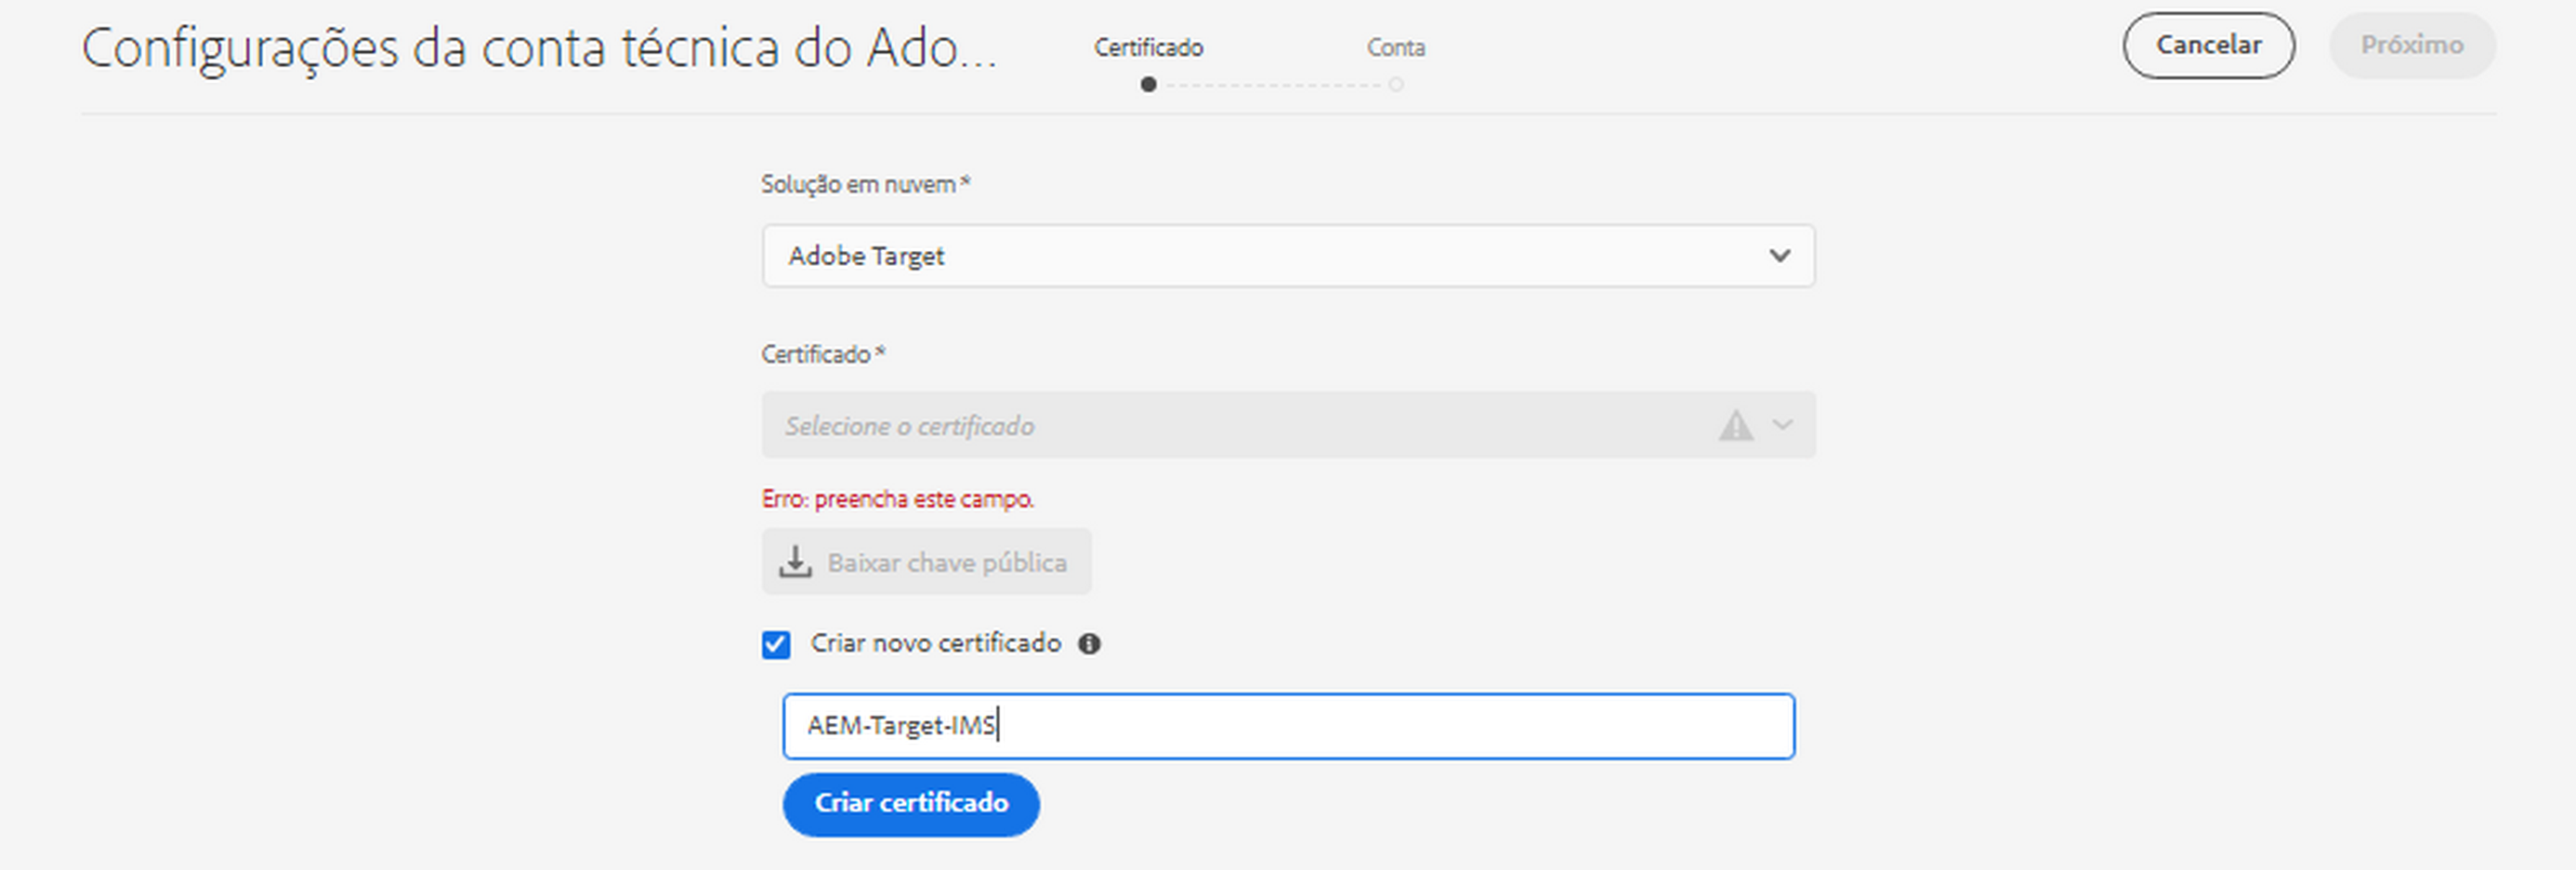 Configurações da conta técnica do Ado...
Certificado
Conta
Cancelar
Próximo
Solução em nuvem*
Adobe Target
Certificado*
Selecione o certificado
Erro: preencha este campo.
Baixar chave pública
Criar novo certificado
AEM-Target-IMS
Criar certificado